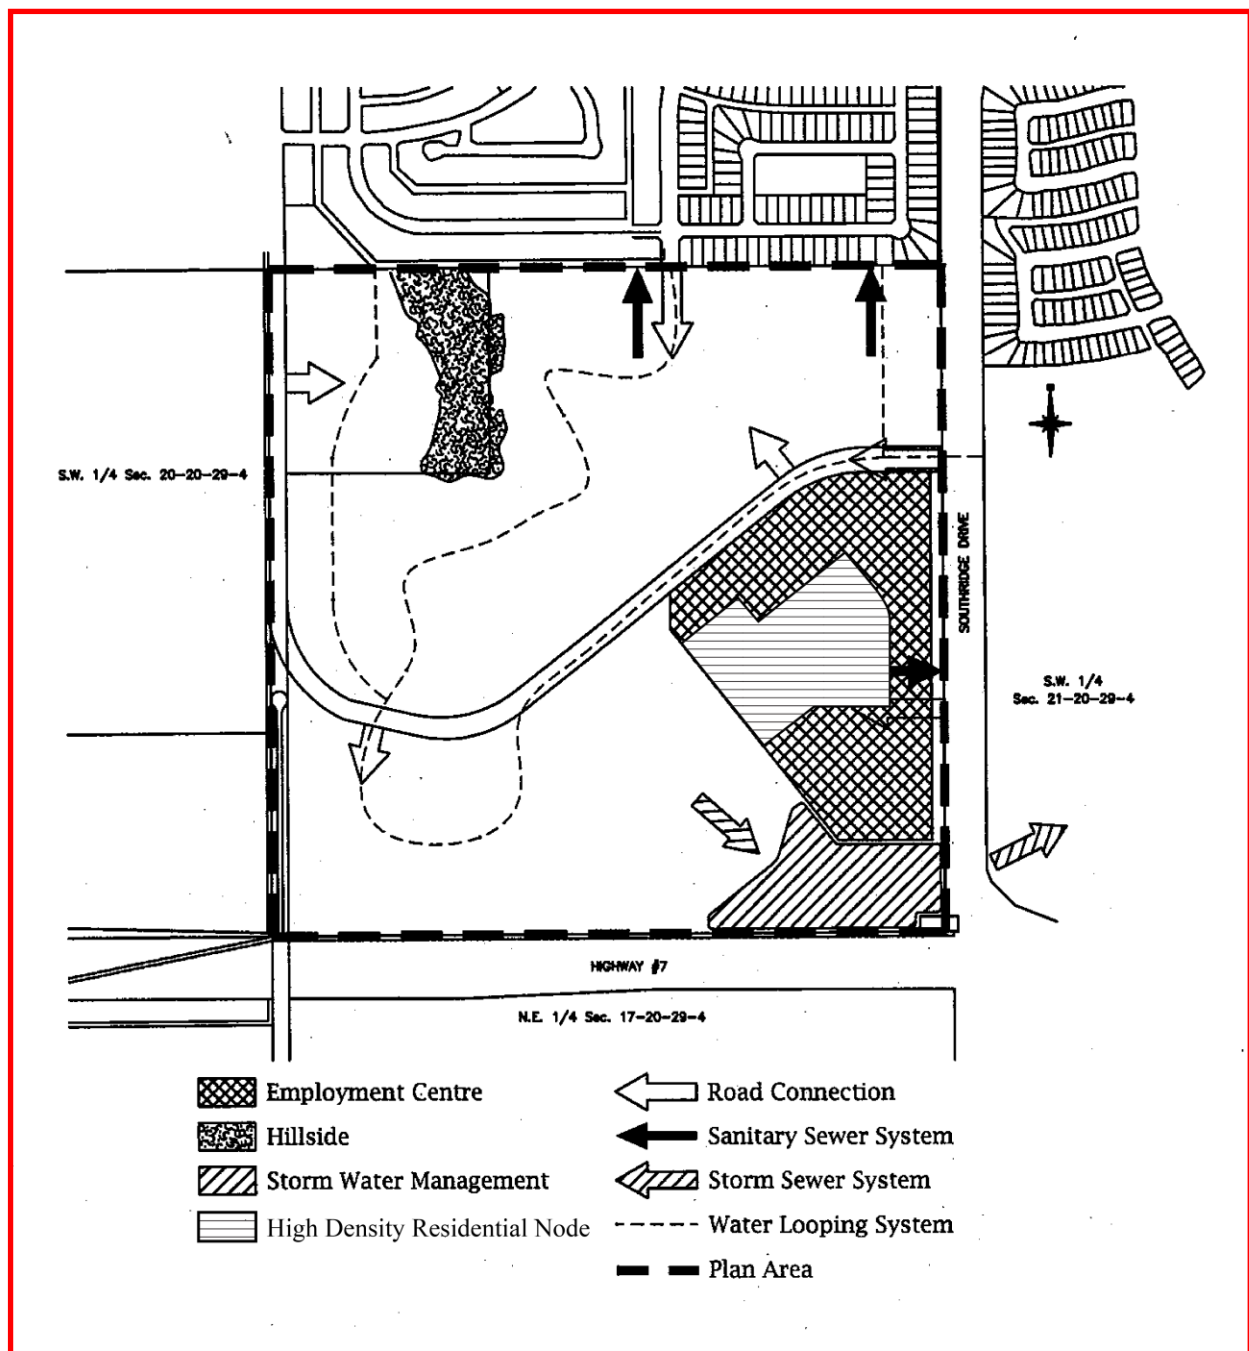 S.W. 1/4 Sec. 20-20-29-4
SOUTHRIDGE DRIVE
S.W. 1/4
Sec. 21-20-29-4
HIGHWAY #7
N.E. 1/4 Sec. 17-20-29-4
Employment Centre
Hillside
Storm Water Management
High Density Residential Node
Road Connection
Sanitary Sewer System
Storm Sewer System
Water Looping System
Plan Area